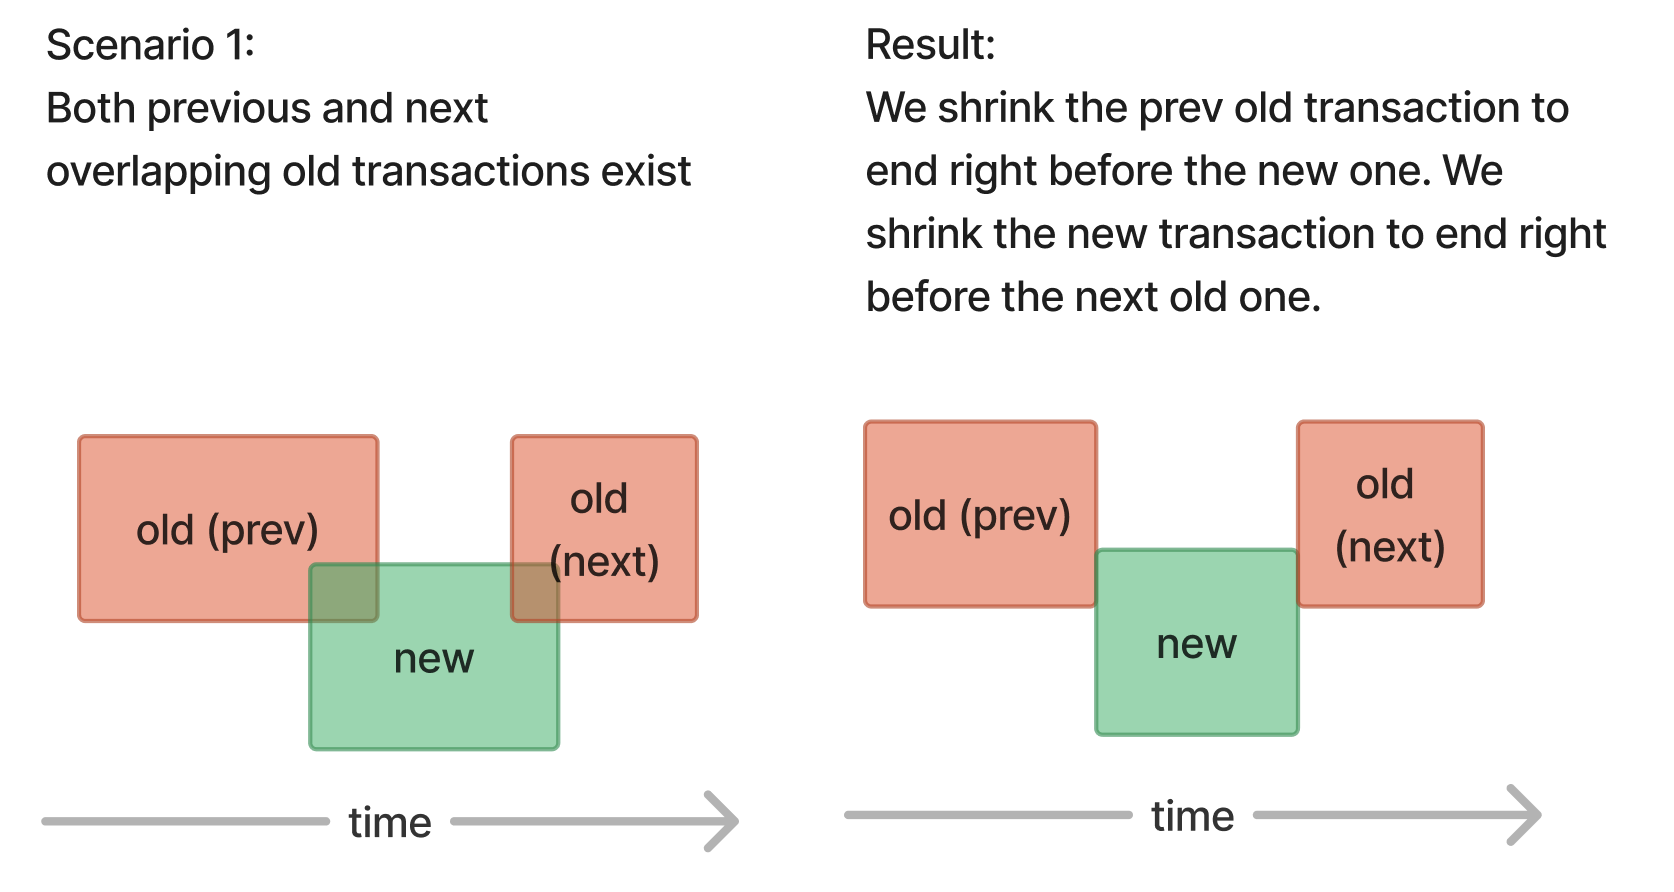 Scenario 1:
Both previous and next
overlapping old transactions exist
old (prev)
old
(next)
new
time
Result:
We shrink the prev old transaction to
end right before the new one. We
shrink the new transaction to end right
before the next old one.
old (prev)
old
(next)
new
time